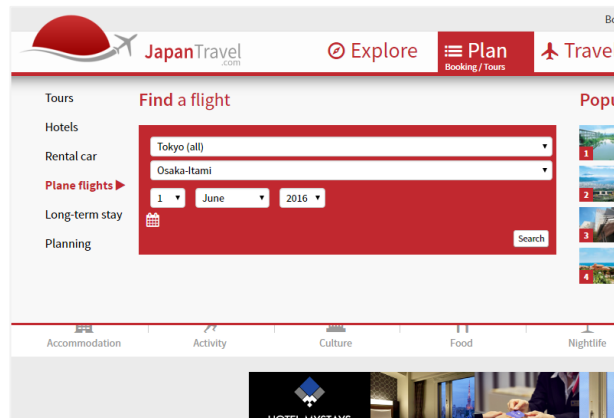 Bo
JapanTravel
.com
Explore
Plan
Booking / Tours
Trave
Tours
Hotels
Rental car
Plane flights
Long-term stay
Planning
Find a flight
Tokyo (all)
Osaka-Itami
1 June 2016
Search
Popu
1
2
3
4
Accommodation
Activity
Culture
Food
Nightlife
HOTEL MYSTAYS